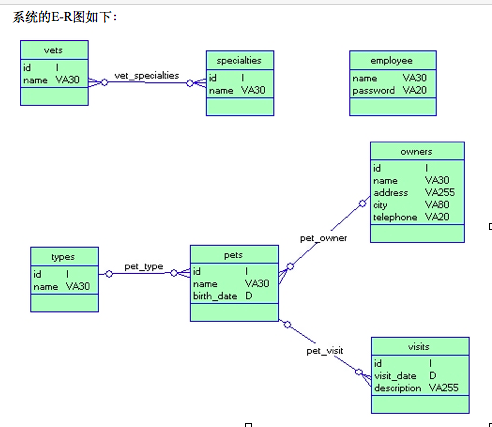 系统的E-R图如下：
vets
id I
name VA30
vet_specialties
specialties
id I
name VA30
employee
name VA30
password VA20
owners
id I
name VA30
address VA255
city VA80
telephone VA20
pet_owner
types
id I
name VA30
pet_type
pets
id I
name VA30
birth_date D
pet_visit
visits
id I
visit_date D
description VA255